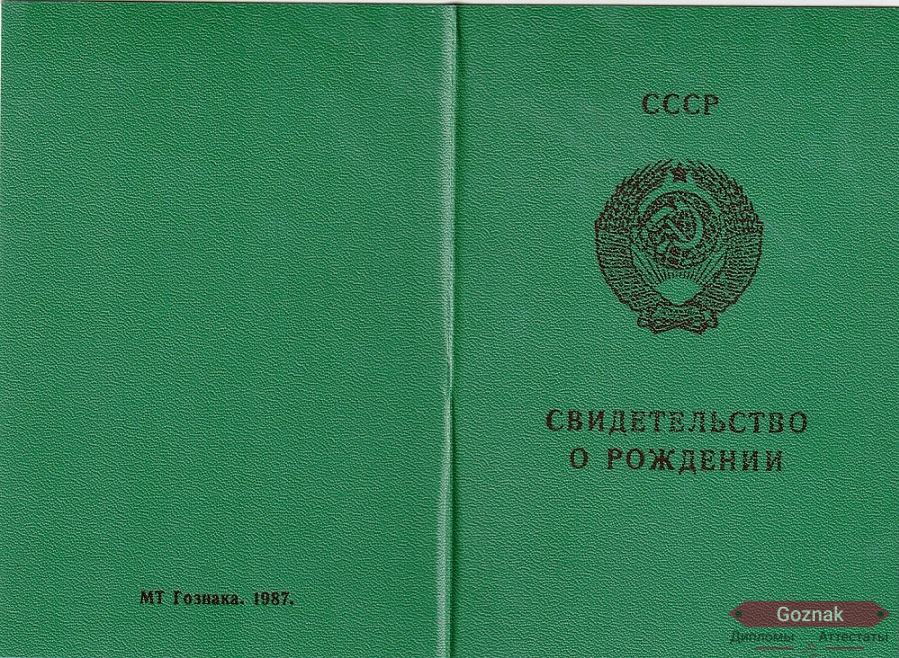 СССР
СВИДЕТЕЛЬСТВО
О РОЖДЕНИИ
МТ Гознака. 1987.
Goznak
Дипломы Аттестаты